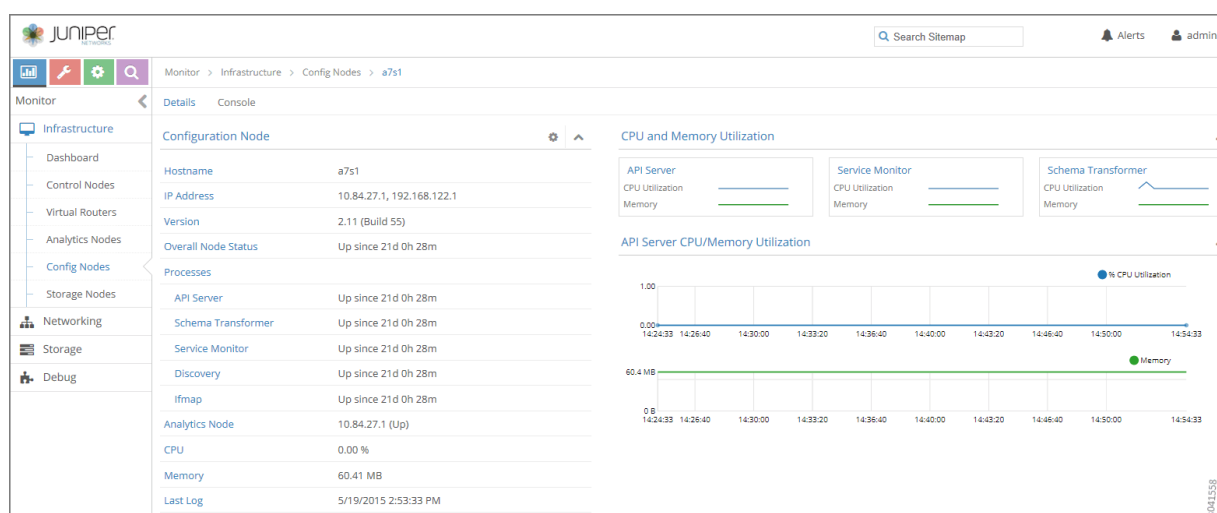 JUNIPEr
NETWORKS
Search Sitemap
Alerts
admin
Monitor > Infrastructure > Config Nodes > a7s1
Monitor
Details Console
Infrastructure
Dashboard
Control Nodes
Virtual Routers
Analytics Nodes
Config Nodes
Storage Nodes
Networking
Storage
Debug
Configuration Node
Hostname a7s1
IP Address 10.84.27.1, 192.168.122.1
Version 2.11 (Build 55)
Overall Node Status Up since 21d 0h 28m
Processes
API Server Up since 21d 0h 28m
Schema Transformer Up since 21d 0h 28m
Service Monitor Up since 21d 0h 28m
Discovery Up since 21d 0h 28m
Ifmap Up since 21d 0h 28m
Analytics Node 10.84.27.1 (Up)
CPU 0.00 %
Memory 60.41 MB
Last Log 5/19/2015 2:53:33 PM
CPU and Memory Utilization
API Server
CPU Utilization
Memory
Service Monitor
CPU Utilization
Memory
Schema Transformer
CPU Utilization
Memory
API Server CPU/Memory Utilization
% CPU Utilization
1.00
0.00
14:24:33 14:26:40 14:30:00 14:33:20 14:36:40 14:40:00 14:43:20 14:46:40 14:50:00 14:54:33
Memory
60.4 MB
0 B
14:24:33 14:26:40 14:30:00 14:33:20 14:36:40 14:40:00 14:43:20 14:46:40 14:50:00 14:54:33